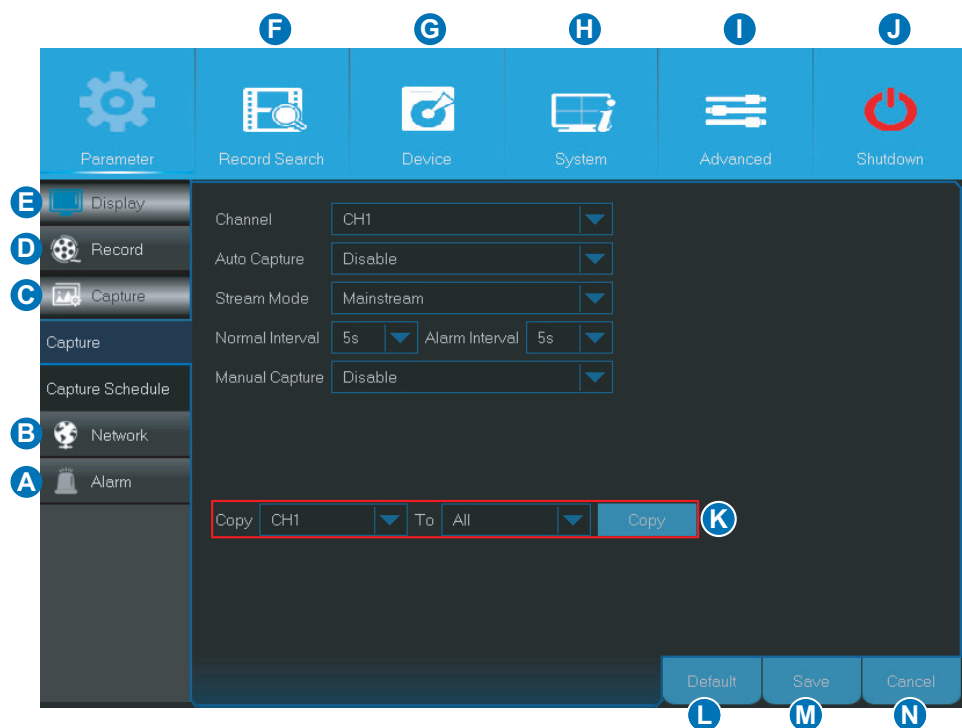 F G H I J
Parameter Record Search Device System Advanced Shutdown
E Display
Channel CH1
D Record
Auto Capture Disable
C Capture
Stream Mode Mainstream
Capture
Normal Interval 5s Alarm Interval 5s
Capture Schedule
Manual Capture Disable
B Network
A Alarm
Copy CH1 To All Copy K
Default Save Cancel
L M N